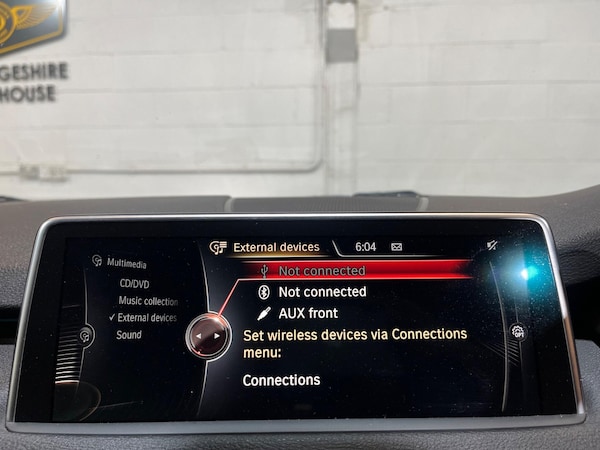 GESHIRE
HOUSE
External devices
6:04
Multimedia
CD/DVD
Music collection
External devices
Sound
Not connected
Not connected
AUX front
Set wireless devices via Connections
menu:
Connections
OPT